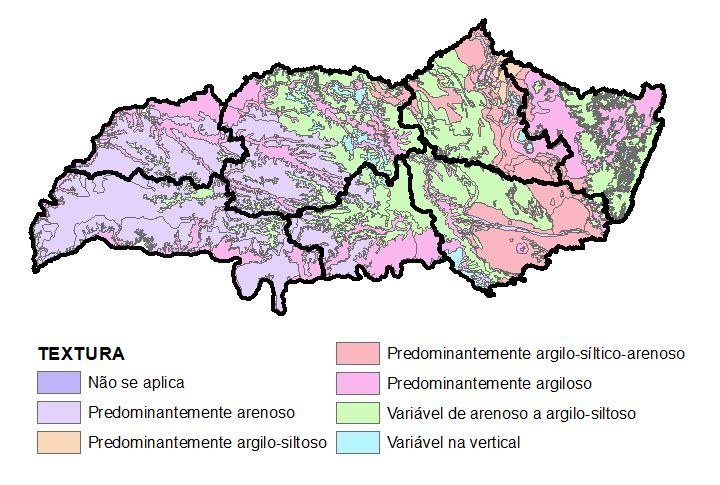 TEXTURA
Não se aplica
Predominantemente arenoso
Predominantemente argilo-siltoso
Predominantemente argilo-síltico-arenoso
Predominantemente argiloso
Variável de arenoso a argilo-siltoso
Variável na vertical